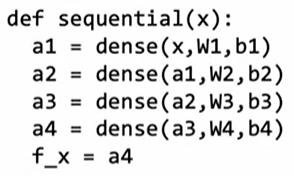 def sequential(x):
  a1 = dense(x,W1,b1)
  a2 = dense(a1,W2,b2)
  a3 = dense(a2,W3,b3)
  a4 = dense(a3,W4,b4)
  f_x = a4